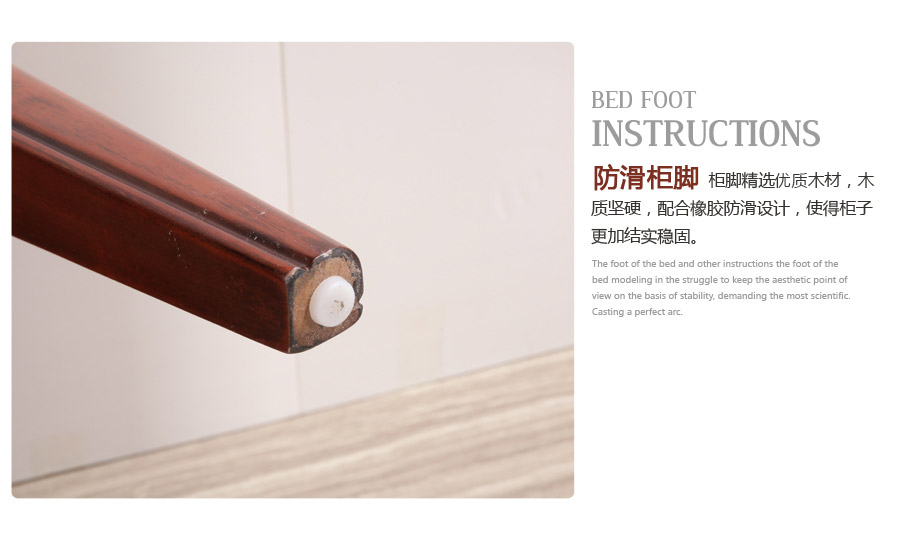 BED FOOT
INSTRUCTIONS
防滑柜脚 柜脚精选优质木材，木
质坚硬，配合橡胶防滑设计，使得柜子
更加结实稳固。
The foot of the bed and other instructions the foot of the
bed modeling in the struggle to keep the aesthetic point of
view on the basis of stability, demanding the most scientific.
Casting a perfect arc.